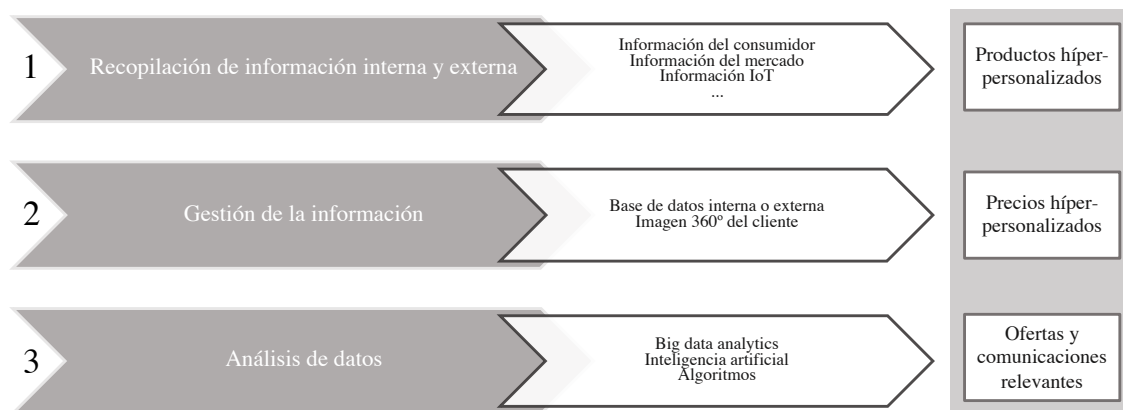 1
Recopilación de información interna y externa
Información del consumidor
Información del mercado
Información IoT
...
Productos híper-
personalizados
2
Gestión de la información
Base de datos interna o externa
Imagen 360º del cliente
Precios híper-
personalizados
3
Análisis de datos
Big data analytics
Inteligencia artificial
Algoritmos
Ofertas y
comunicaciones
relevantes